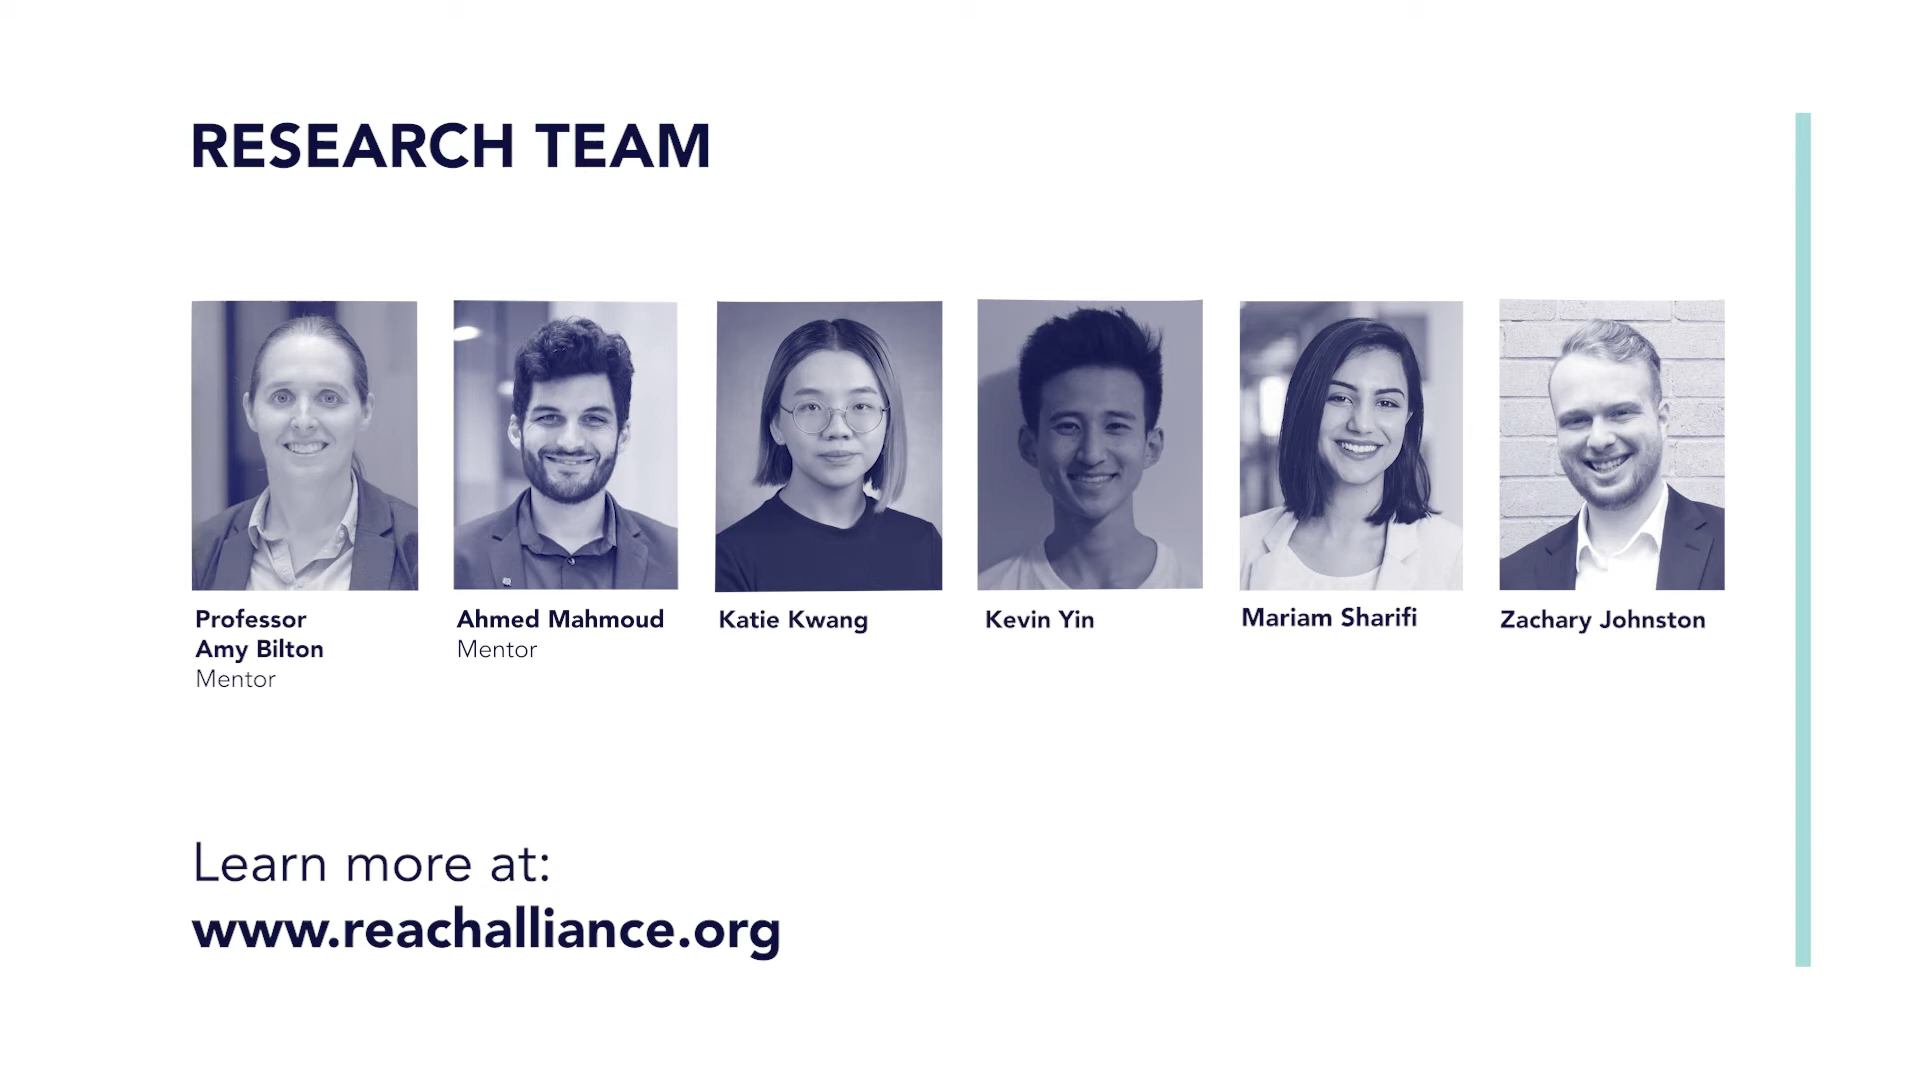 RESEARCH TEAM
Professor
Amy Bilton
Mentor
Ahmed Mahmoud
Mentor
Katie Kwang
Kevin Yin
Mariam Sharifi
Zachary Johnston
Learn more at:
www.reachalliance.org